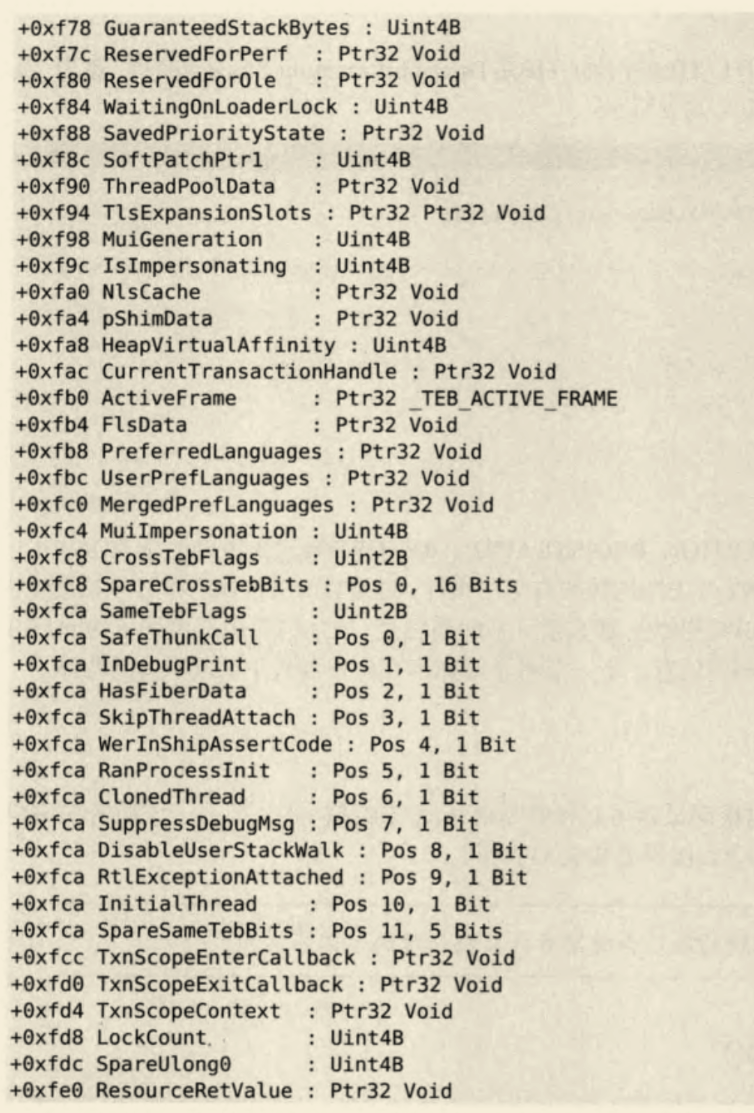 +0xf78 GuaranteedStackBytes : Uint4B
+0xf7c ReservedForPerf  : Ptr32 Void
+0xf80 ReservedForOle   : Ptr32 Void
+0xf84 WaitingOnLoaderLock : Uint4B
+0xf88 SavedPriorityState : Ptr32 Void
+0xf8c SoftPatchPtr1    : Uint4B
+0xf90 ThreadPoolData   : Ptr32 Void
+0xf94 TlsExpansionSlots : Ptr32 Ptr32 Void
+0xf98 MuiGeneration    : Uint4B
+0xf9c IsImpersonating  : Uint4B
+0xfa0 NlsCache         : Ptr32 Void
+0xfa4 pShimData        : Ptr32 Void
+0xfa8 HeapVirtualAffinity : Uint4B
+0xfac CurrentTransactionHandle : Ptr32 Void
+0xfb0 ActiveFrame      : Ptr32 _TEB_ACTIVE_FRAME
+0xfb4 FlsData          : Ptr32 Void
+0xfb8 PreferredLanguages : Ptr32 Void
+0xfbc UserPrefLanguages : Ptr32 Void
+0xfc0 MergedPrefLanguages : Ptr32 Void
+0xfc4 MuiImpersonation : Uint4B
+0xfc8 CrossTebFlags    : Uint2B
+0xfc8 SpareCrossTebBits : Pos 0, 16 Bits
+0xfca SameTebFlags     : Uint2B
+0xfca SafeThunkCall    : Pos 0, 1 Bit
+0xfca InDebugPrint     : Pos 1, 1 Bit
+0xfca HasFiberData     : Pos 2, 1 Bit
+0xfca SkipThreadAttach : Pos 3, 1 Bit
+0xfca WerInShipAssertCode : Pos 4, 1 Bit
+0xfca RanProcessInit   : Pos 5, 1 Bit
+0xfca ClonedThread     : Pos 6, 1 Bit
+0xfca SuppressDebugMsg : Pos 7, 1 Bit
+0xfca DisableUserStackWalk : Pos 8, 1 Bit
+0xfca RtlExceptionAttached : Pos 9, 1 Bit
+0xfca InitialThread    : Pos 10, 1 Bit
+0xfca SpareSameTebBits : Pos 11, 5 Bits
+0xfcc TxnScopeEnterCallback : Ptr32 Void
+0xfd0 TxnScopeExitCallback : Ptr32 Void
+0xfd4 TxnScopeContext  : Ptr32 Void
+0xfd8 LockCount        : Uint4B
+0xfdc SpareUlong0      : Uint4B
+0xfe0 ResourceRetValue : Ptr32 Void